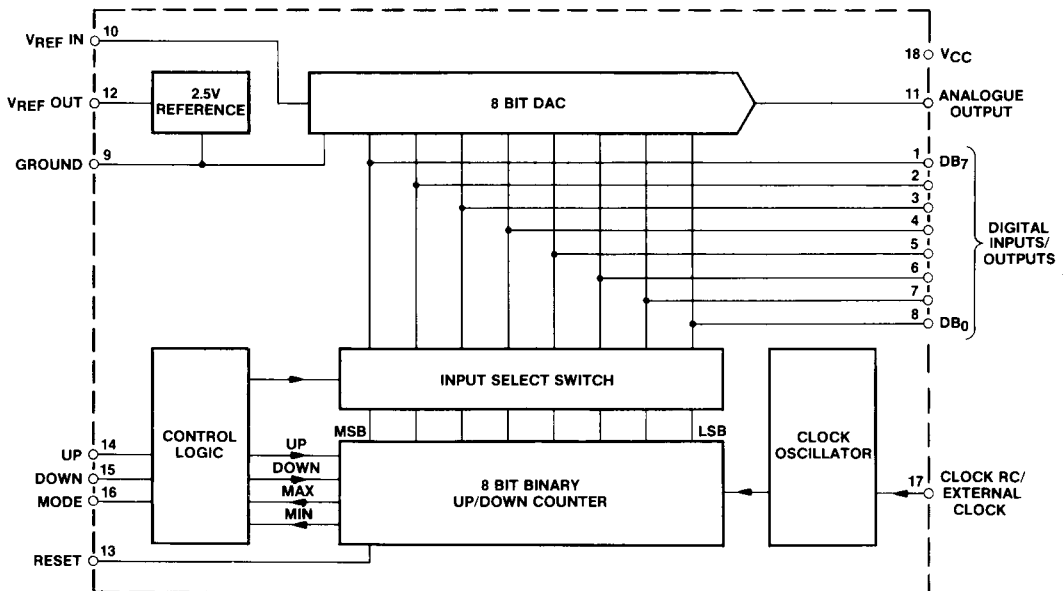 10
VREF IN
18
VCC
12
VREF OUT
2.5V
REFERENCE
8 BIT DAC
11
ANALOGUE
OUTPUT
GROUND
9
1
DB7
2
3
4
5
6
7
8
DB0
DIGITAL
INPUTS/
OUTPUTS
INPUT SELECT SWITCH
CONTROL
LOGIC
MSB
LSB
UP
DOWN
MAX
MIN
8 BIT BINARY
UP/DOWN COUNTER
CLOCK
OSCILLATOR
UP
14
DOWN
15
MODE
16
RESET
13
17
CLOCK RC/
EXTERNAL
CLOCK